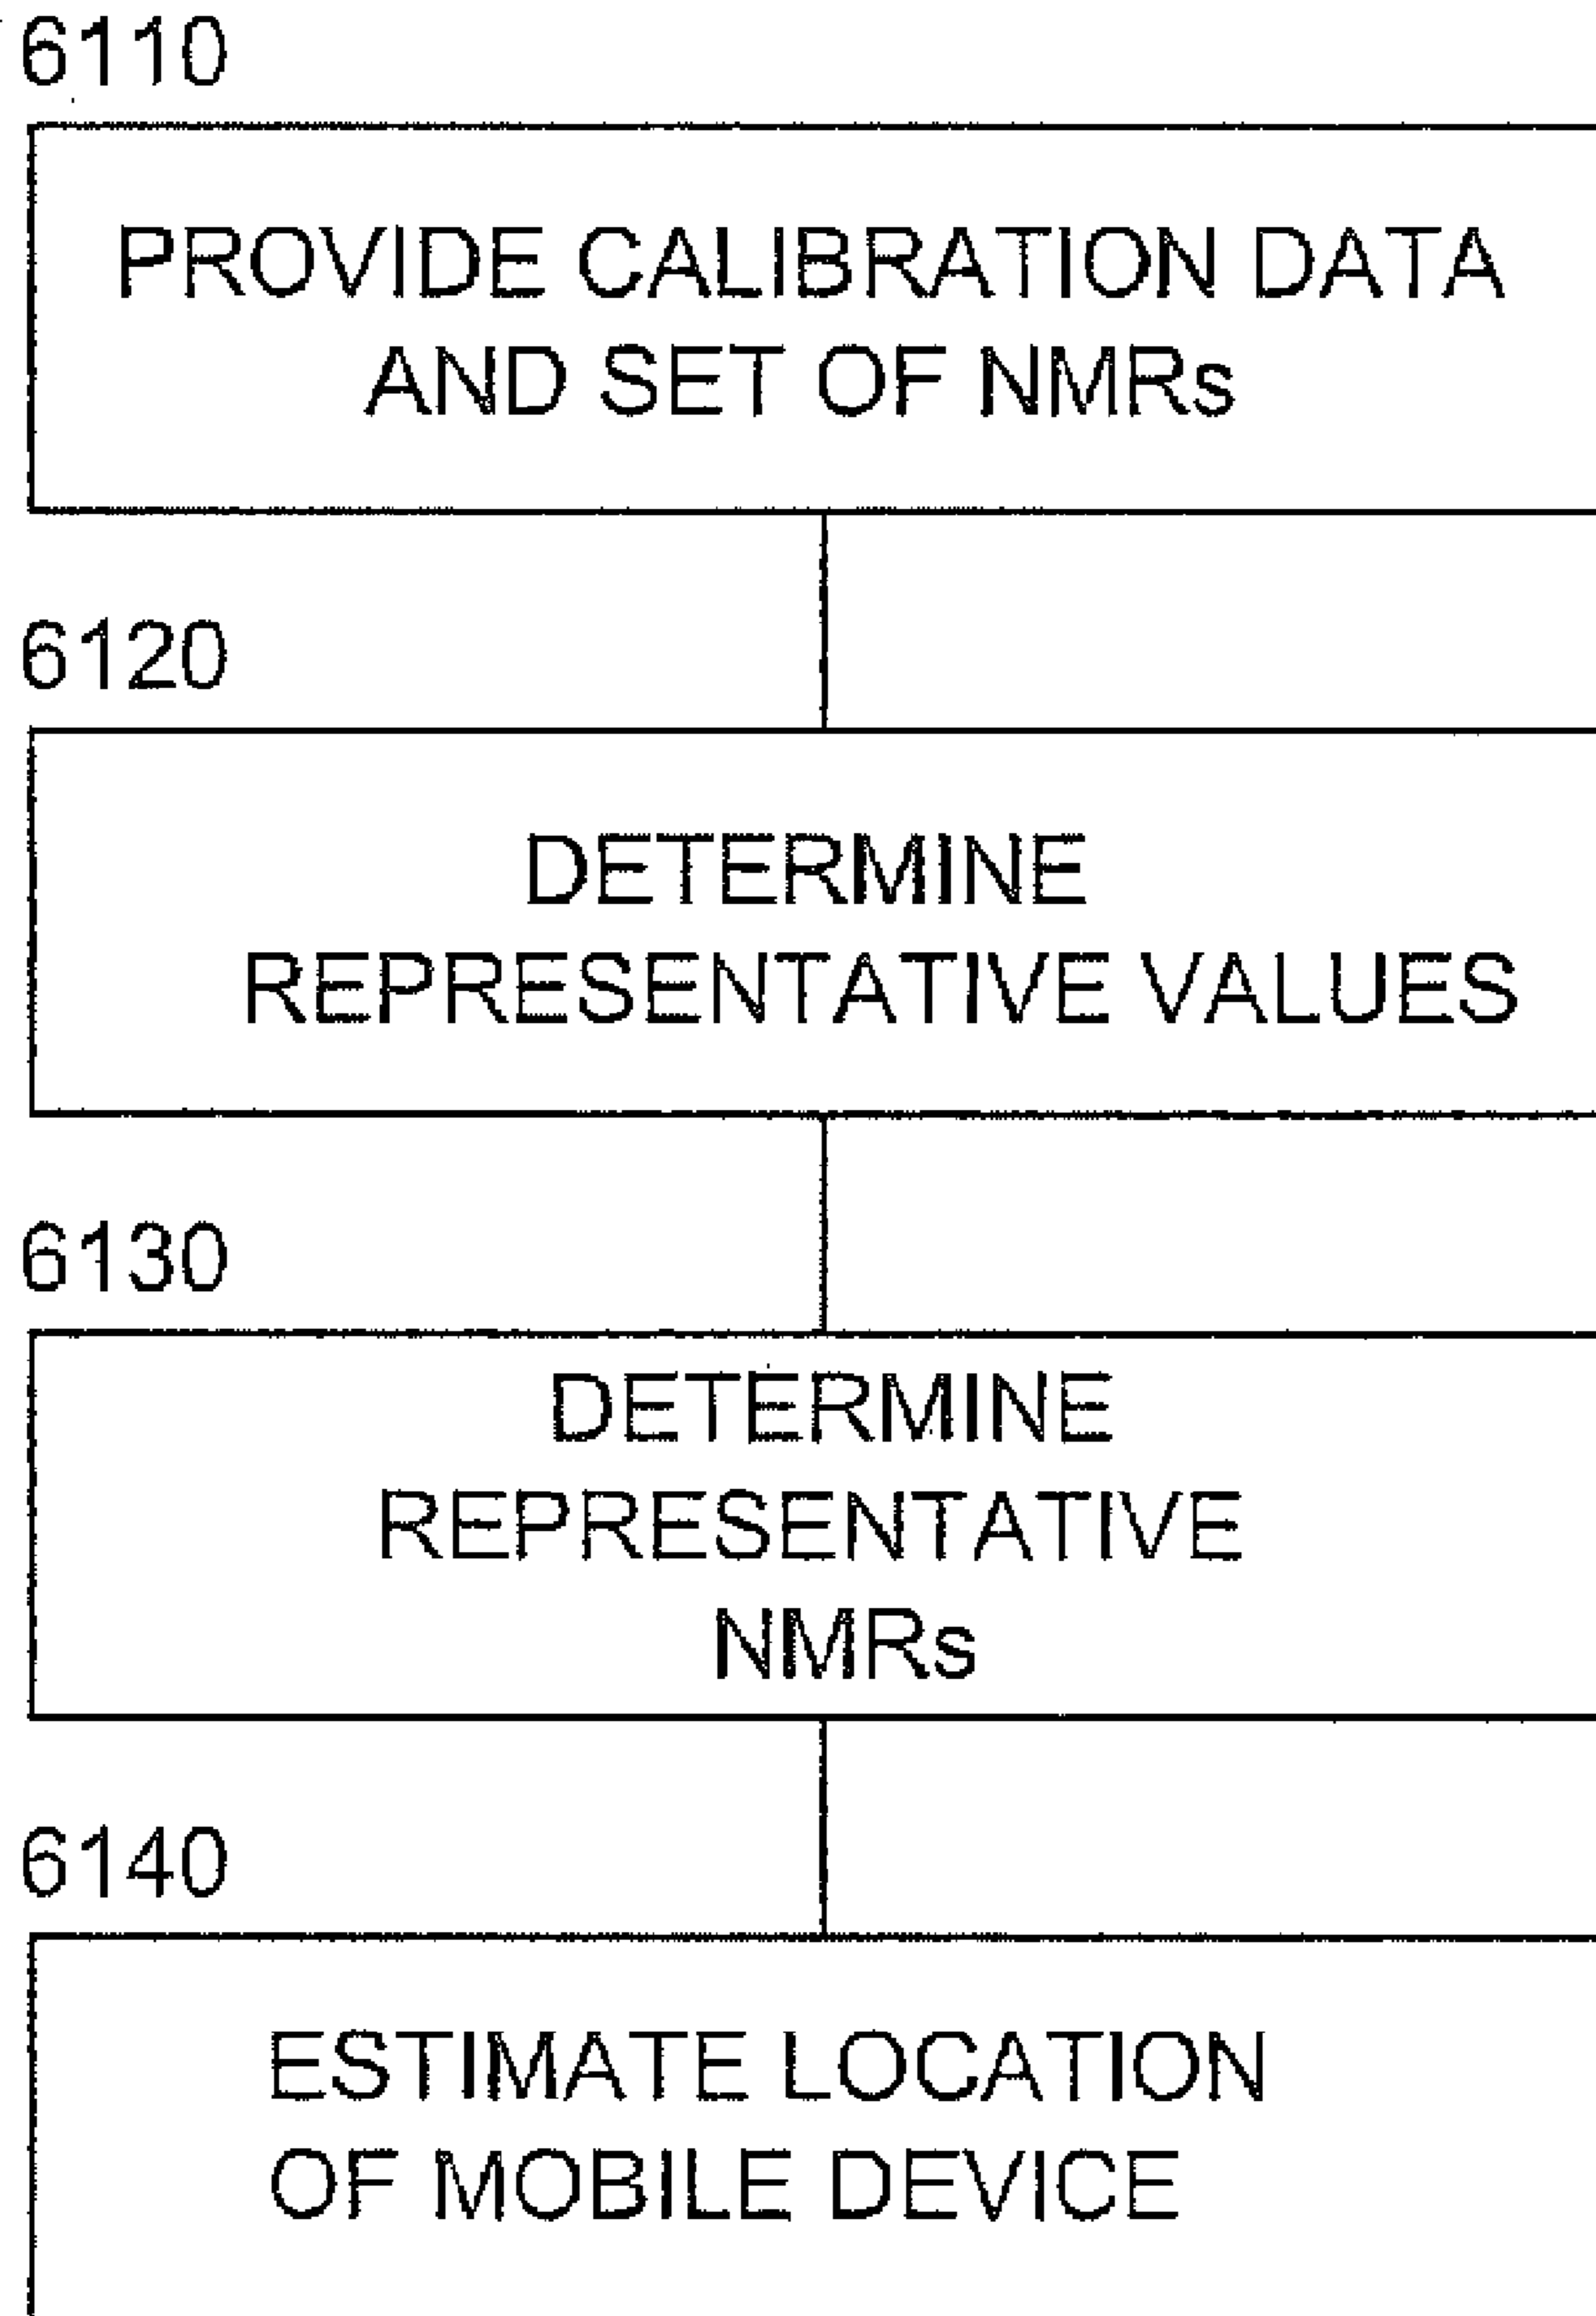 6110
PROVIDE CALIBRATION DATA
AND SET OF NMRs
6120
DETERMINE
REPRESENTATIVE VALUES
6130
DETERMINE
REPRESENTATIVE
NMRs
6140
ESTIMATE LOCATION
OF MOBILE DEVICE